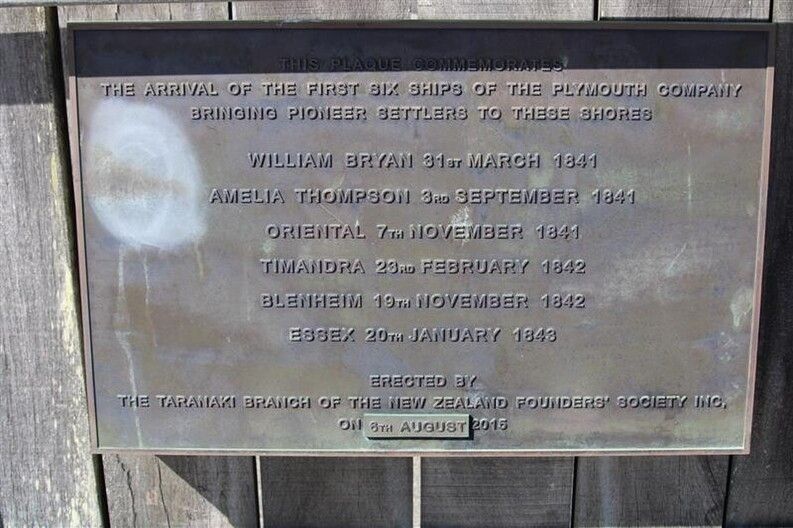 THIS PLAQUE COMMEMORATES
THE ARRIVAL OF THE FIRST SIX SHIPS OF THE PLYMOUTH COMPANY
BRINGING PIONEER SETTLERS TO THESE SHORES
WILLIAM BRYAN 31ST MARCH 1841
AMELIA THOMPSON 3RD SEPTEMBER 1841
ORIENTAL 7TH NOVEMBER 1841
TIMANDRA 23RD FEBRUARY 1842
BLENHEIM 19TH NOVEMBER 1842
ESSEX 20TH JANUARY 1843
ERECTED BY
THE TARANAKI BRANCH OF THE NEW ZEALAND FOUNDERS' SOCIETY INC,
ON 6TH AUGUST 2015